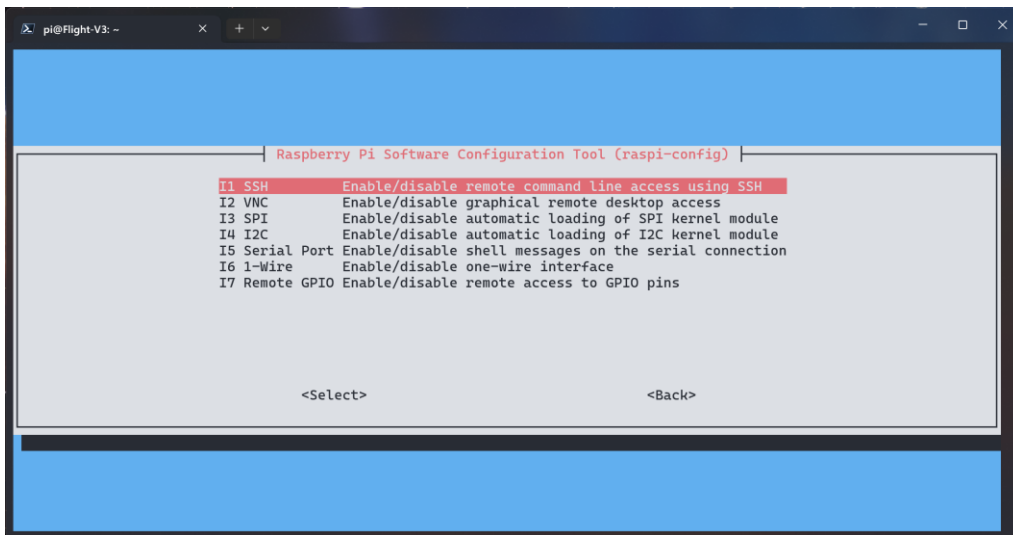 pi@Flight-V3: ~
Raspberry Pi Software Configuration Tool (raspi-config)
I1 SSH Enable/disable remote command line access using SSH
I2 VNC Enable/disable graphical remote desktop access
I3 SPI Enable/disable automatic loading of SPI kernel module
I4 I2C Enable/disable automatic loading of I2C kernel module
I5 Serial Port Enable/disable shell messages on the serial connection
I6 1-Wire Enable/disable one-wire interface
I7 Remote GPIO Enable/disable remote access to GPIO pins
<Select> <Back>